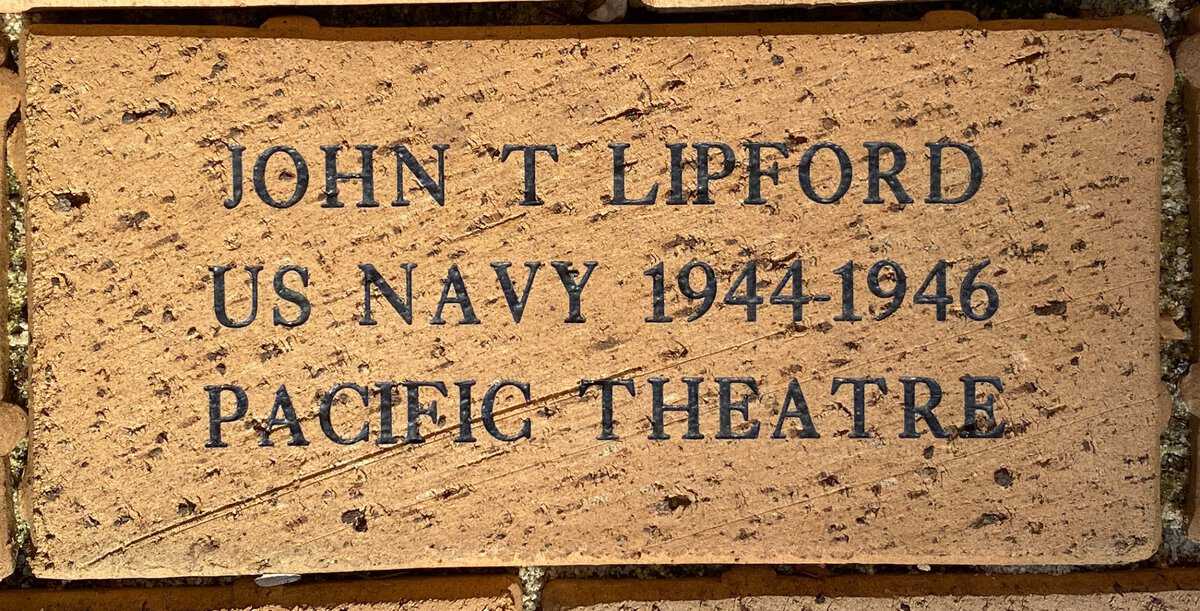 JOHN T LIPFORD
US NAVY 1944-1946
PACIFIC THEATRE